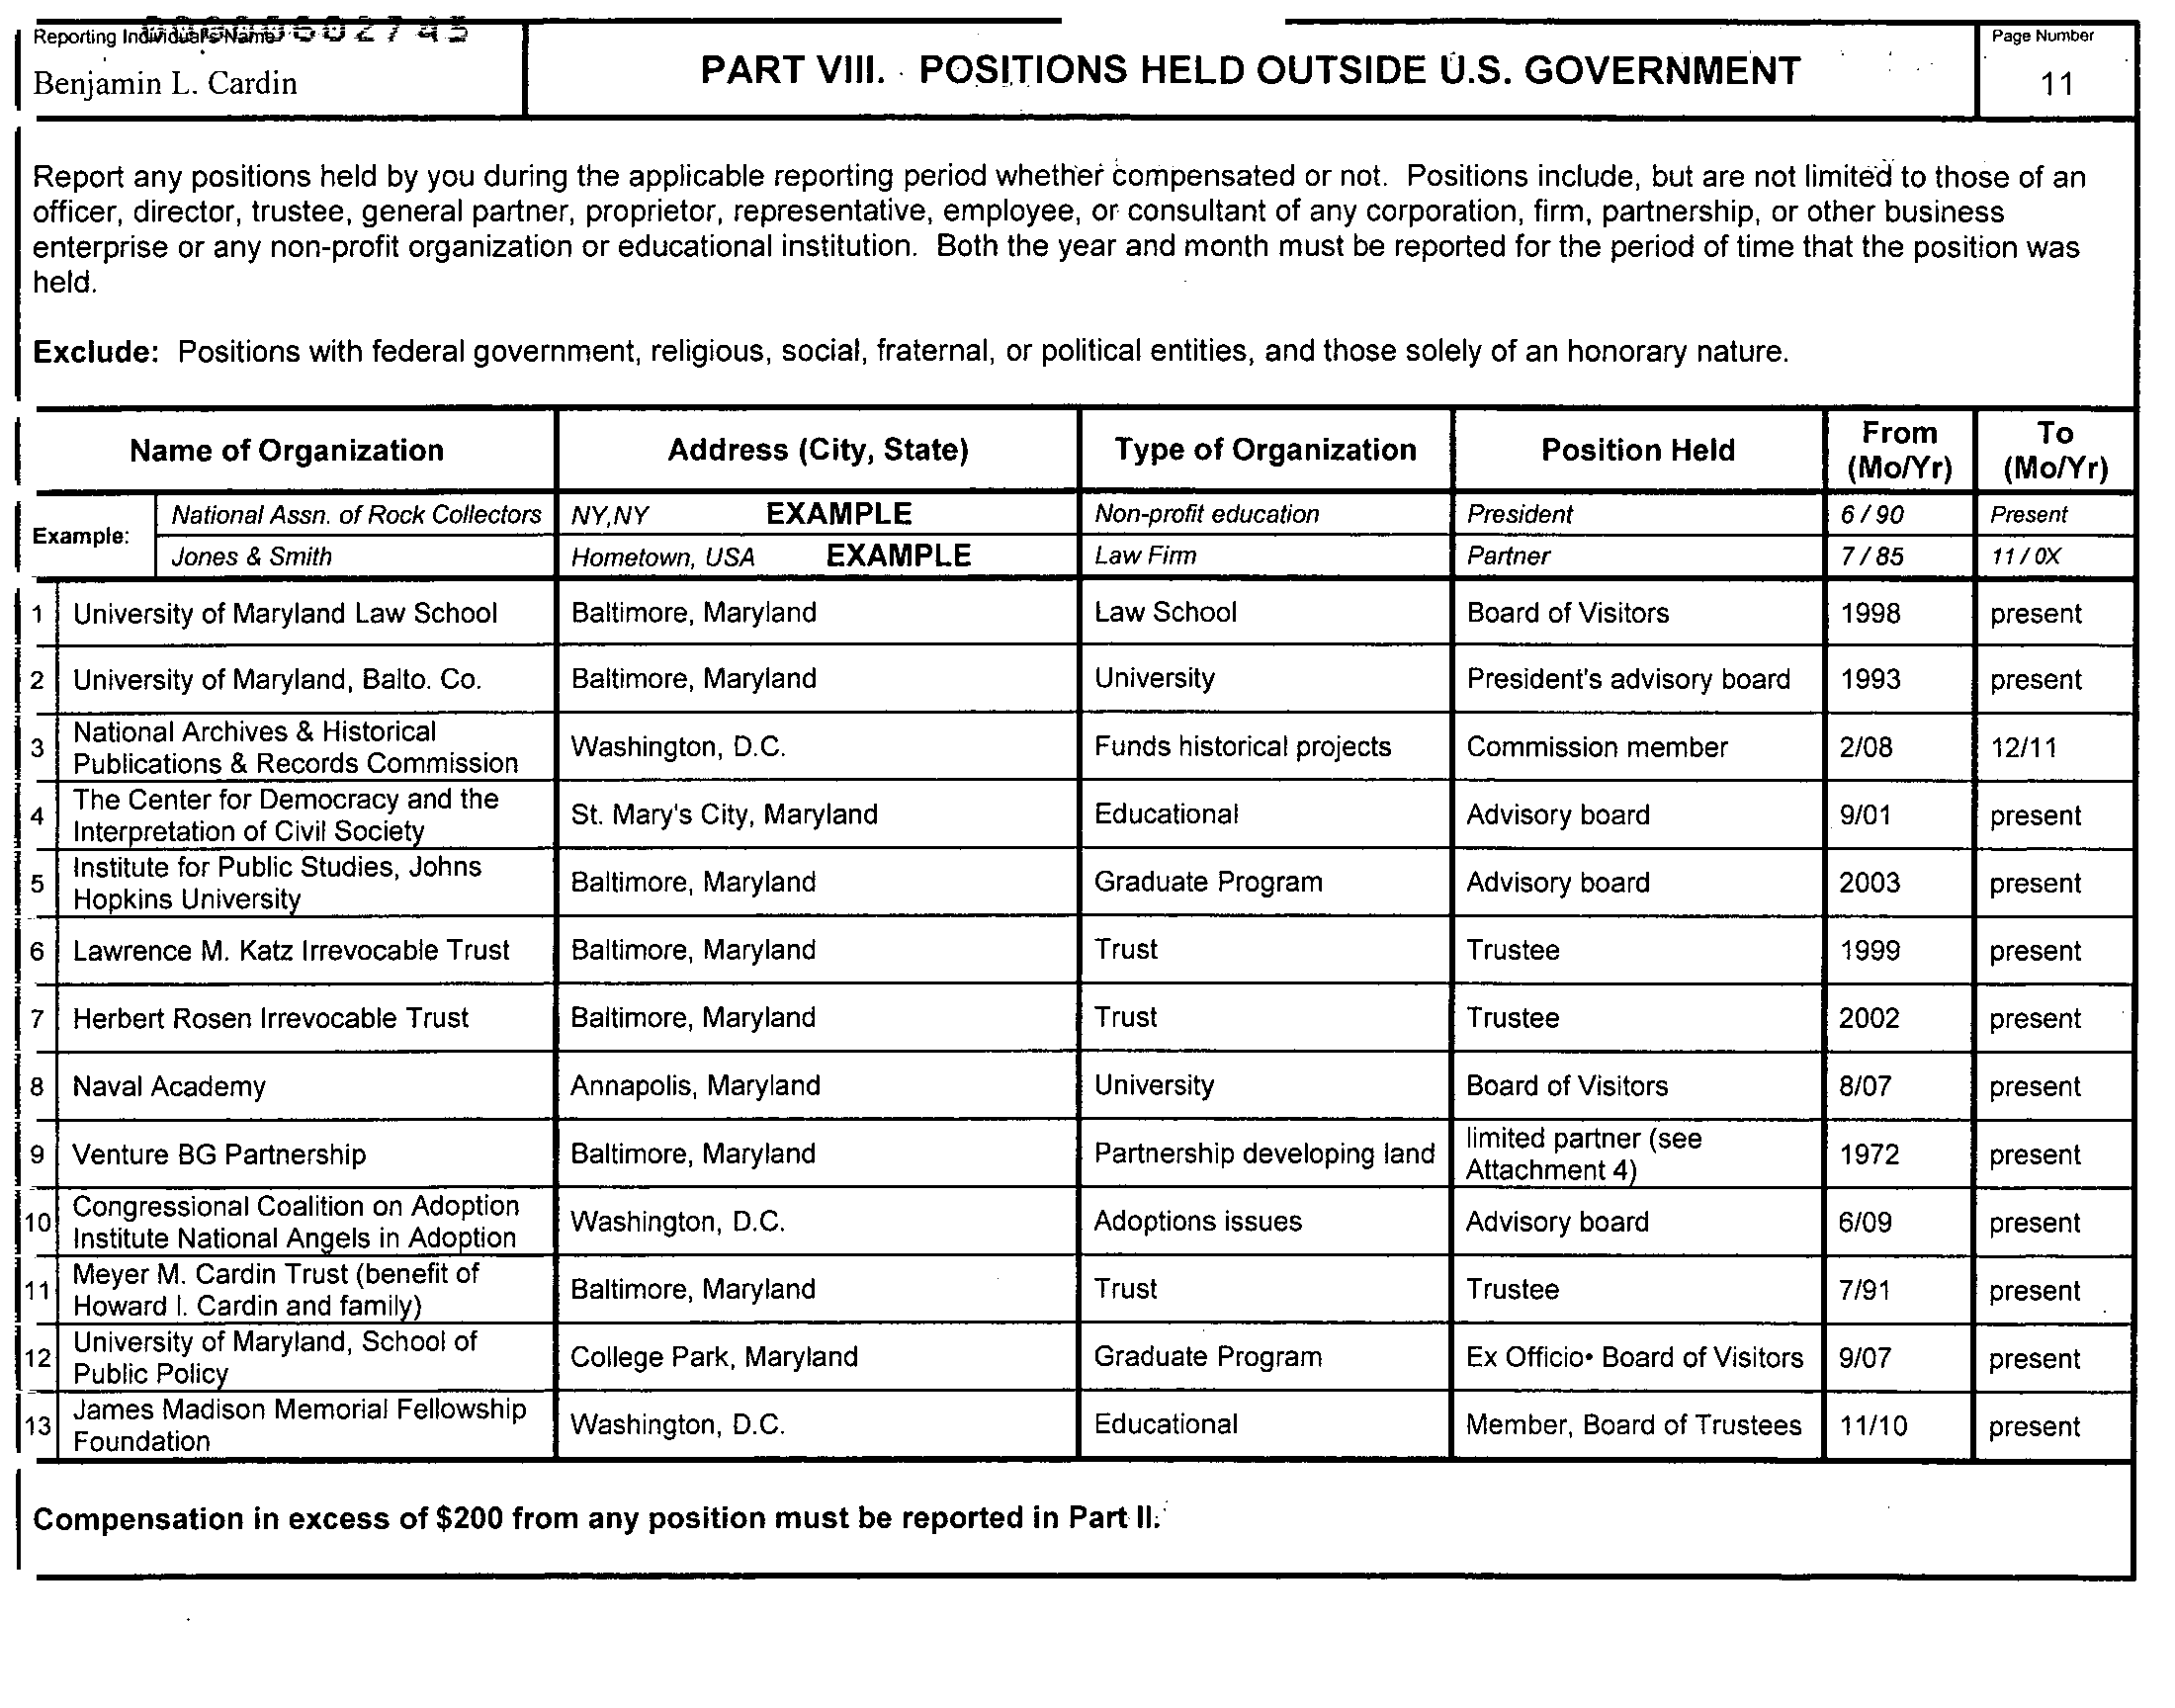 Reporting Individual's Name
Benjamin L. Cardin
PART VIII. POSITIONS HELD OUTSIDE U.S. GOVERNMENT
Page Number
11
Report any positions held by you during the applicable reporting period whether compensated or not. Positions include, but are not limited to those of an
officer, director, trustee, general partner, proprietor, representative, employee, or consultant of any corporation, firm, partnership, or other business
enterprise or any non-profit organization or educational institution. Both the year and month must be reported for the period of time that the position was
held.
Exclude: Positions with federal government, religious, social, fraternal, or political entities, and those solely of an honorary nature.
Name of Organization Address (City, State) Type of Organization Position Held From (Mo/Yr) To (Mo/Yr)
Example: National Assn. of Rock Collectors NY,NY EXAMPLE Non-profit education President 6 / 90 Present
Jones & Smith Hometown, USA EXAMPLE Law Firm Partner 7 / 85 11 / 0X
1 University of Maryland Law School Baltimore, Maryland Law School Board of Visitors 1998 present
2 University of Maryland, Balto. Co. Baltimore, Maryland University President's advisory board 1993 present
3 National Archives & Historical
Publications & Records Commission Washington, D.C. Funds historical projects Commission member 2/08 12/11
4 The Center for Democracy and the
Interpretation of Civil Society St. Mary's City, Maryland Educational Advisory board 9/01 present
5 Institute for Public Studies, Johns
Hopkins University Baltimore, Maryland Graduate Program Advisory board 2003 present
6 Lawrence M. Katz Irrevocable Trust Baltimore, Maryland Trust Trustee 1999 present
7 Herbert Rosen Irrevocable Trust Baltimore, Maryland Trust Trustee 2002 present
8 Naval Academy Annapolis, Maryland University Board of Visitors 8/07 present
9 Venture BG Partnership Baltimore, Maryland Partnership developing land limited partner (see
Attachment 4) 1972 present
10 Congressional Coalition on Adoption
Institute National Angels in Adoption Washington, D.C. Adoptions issues Advisory board 6/09 present
11 Meyer M. Cardin Trust (benefit of
Howard I. Cardin and family) Baltimore, Maryland Trust Trustee 7/91 present
12 University of Maryland, School of
Public Policy College Park, Maryland Graduate Program Ex Officio• Board of Visitors 9/07 present
13 James Madison Memorial Fellowship
Foundation Washington, D.C. Educational Member, Board of Trustees 11/10 present
Compensation in excess of $200 from any position must be reported in Part II.